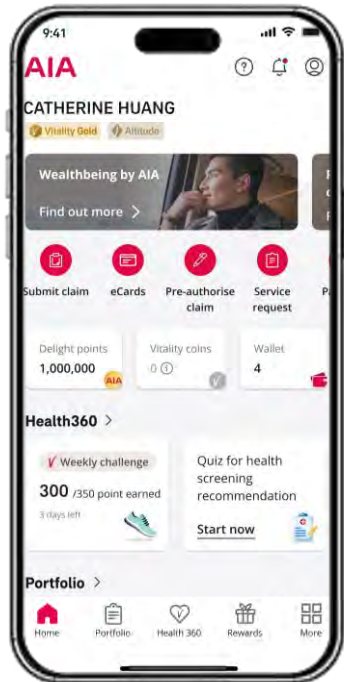 9:41
AIA
CATHERINE HUANG
Vitality Gold Altitude
Wealthbeing by AIA
Find out more >
Submit claim
eCards
Pre-authorise
claim
Service
request
Delight points
1,000,000
AIA
Vitality coins
0
Wallet
4
Health360 >
Weekly challenge
300 /350 point earned
3 days left
Quiz for health
screening
recommendation
Start now
Portfolio >
Home
Portfolio
Health 360
Rewards
More